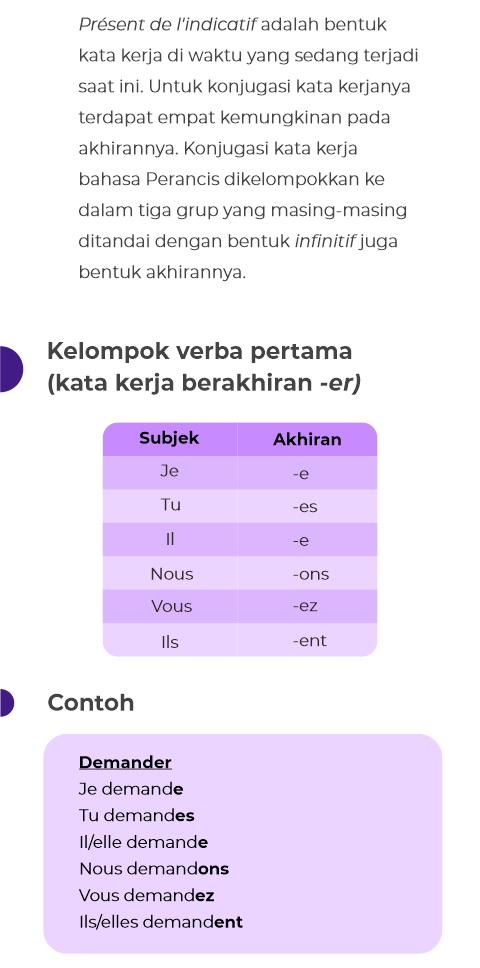 Présent de l'indicatif adalah bentuk
kata kerja di waktu yang sedang terjadi
saat ini. Untuk konjugasi kata kerjanya
terdapat empat kemungkinan pada
akhirannya. Konjugasi kata kerja
bahasa Perancis dikelompokkan ke
dalam tiga grup yang masing-masing
ditandai dengan bentuk infinitif juga
bentuk akhirannya.
Kelompok verba pertama
(kata kerja berakhiran -er)
Subjek Akhiran
Je -e
Tu -es
Il -e
Nous -ons
Vous -ez
Ils -ent
Contoh
Demander
Je demande
Tu demandes
Il/elle demande
Nous demandons
Vous demandez
Ils/elles demandent